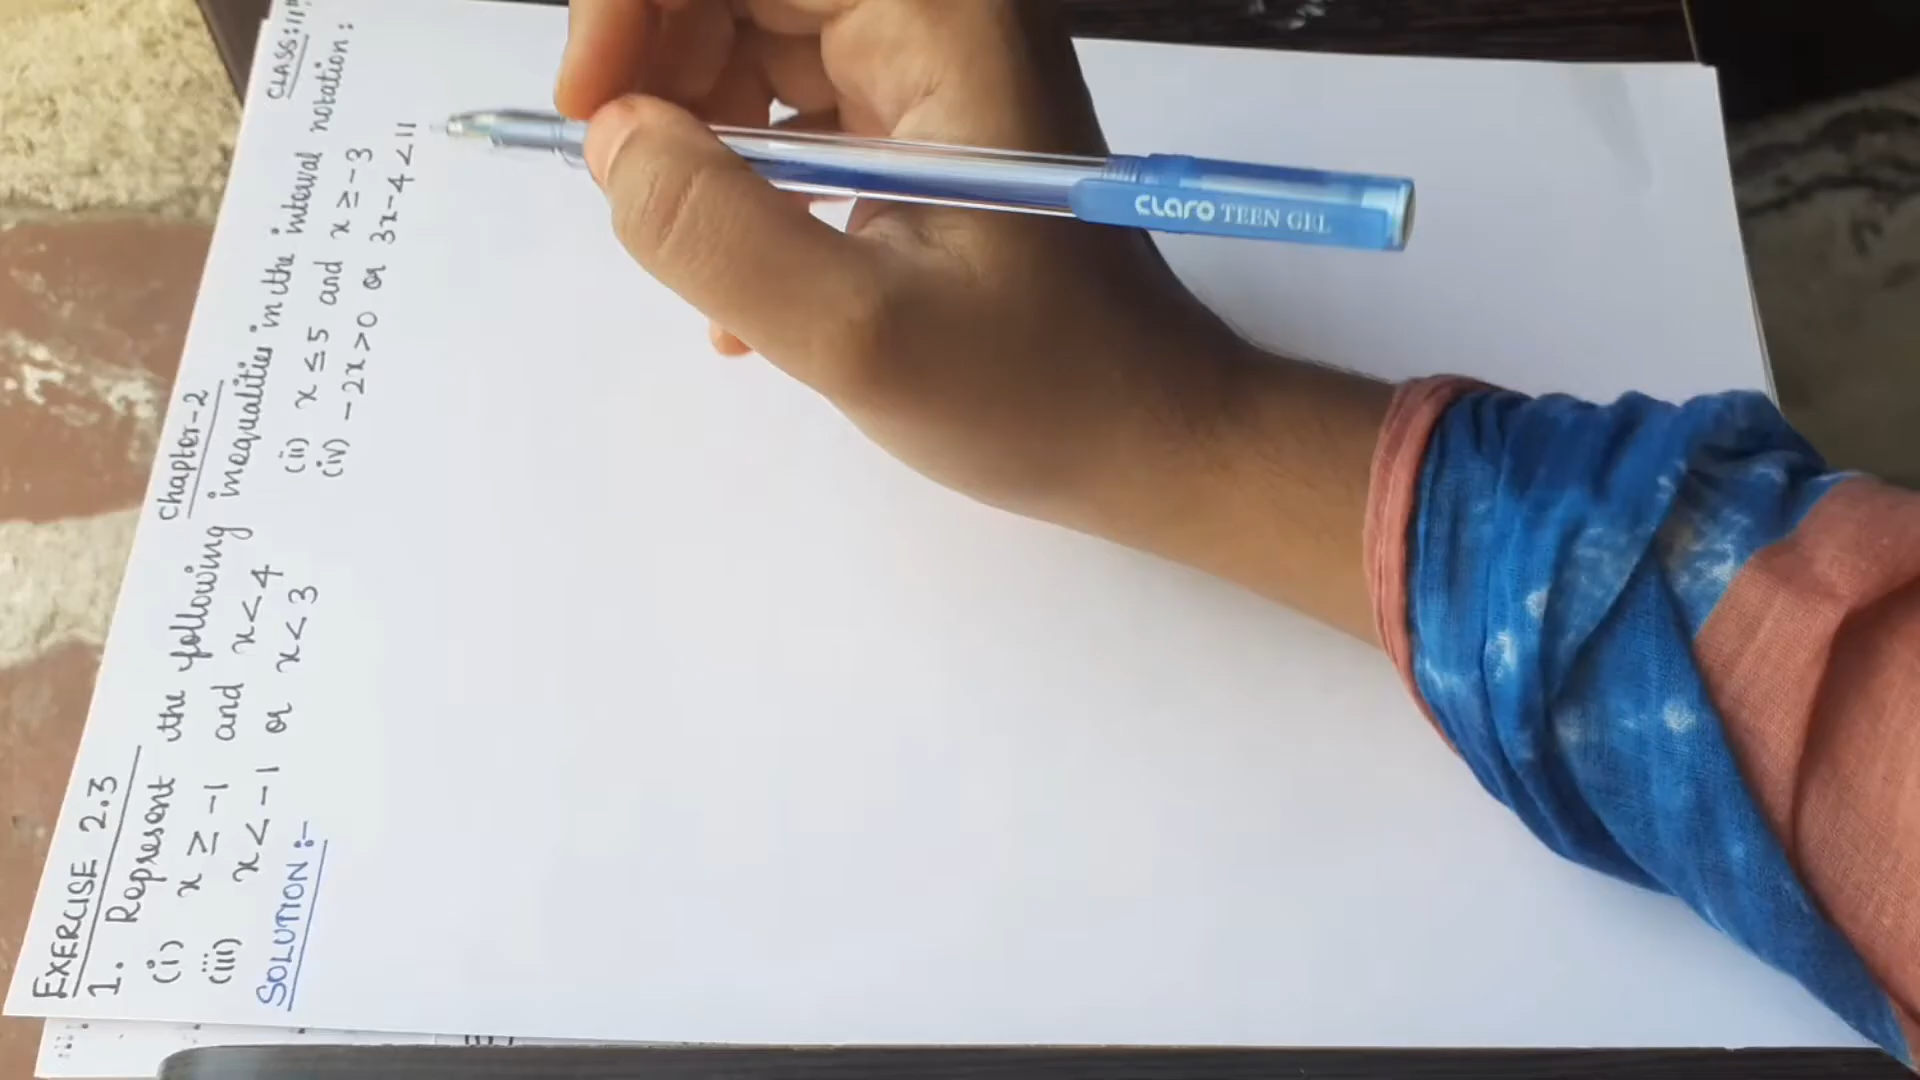 CLASS: 11
Chapter-2
EXERCISE 2.3
1. Represent the following inequalities in the interval notation:
(i) x ≥ -1 and x < 4 (ii) x ≤ 5 and x ≥ -3
(iii) x < -1 or x < 3 (iv) -2x > 0 or 3x-4 < 11
SOLUTION:-
CLARO TEEN GEL